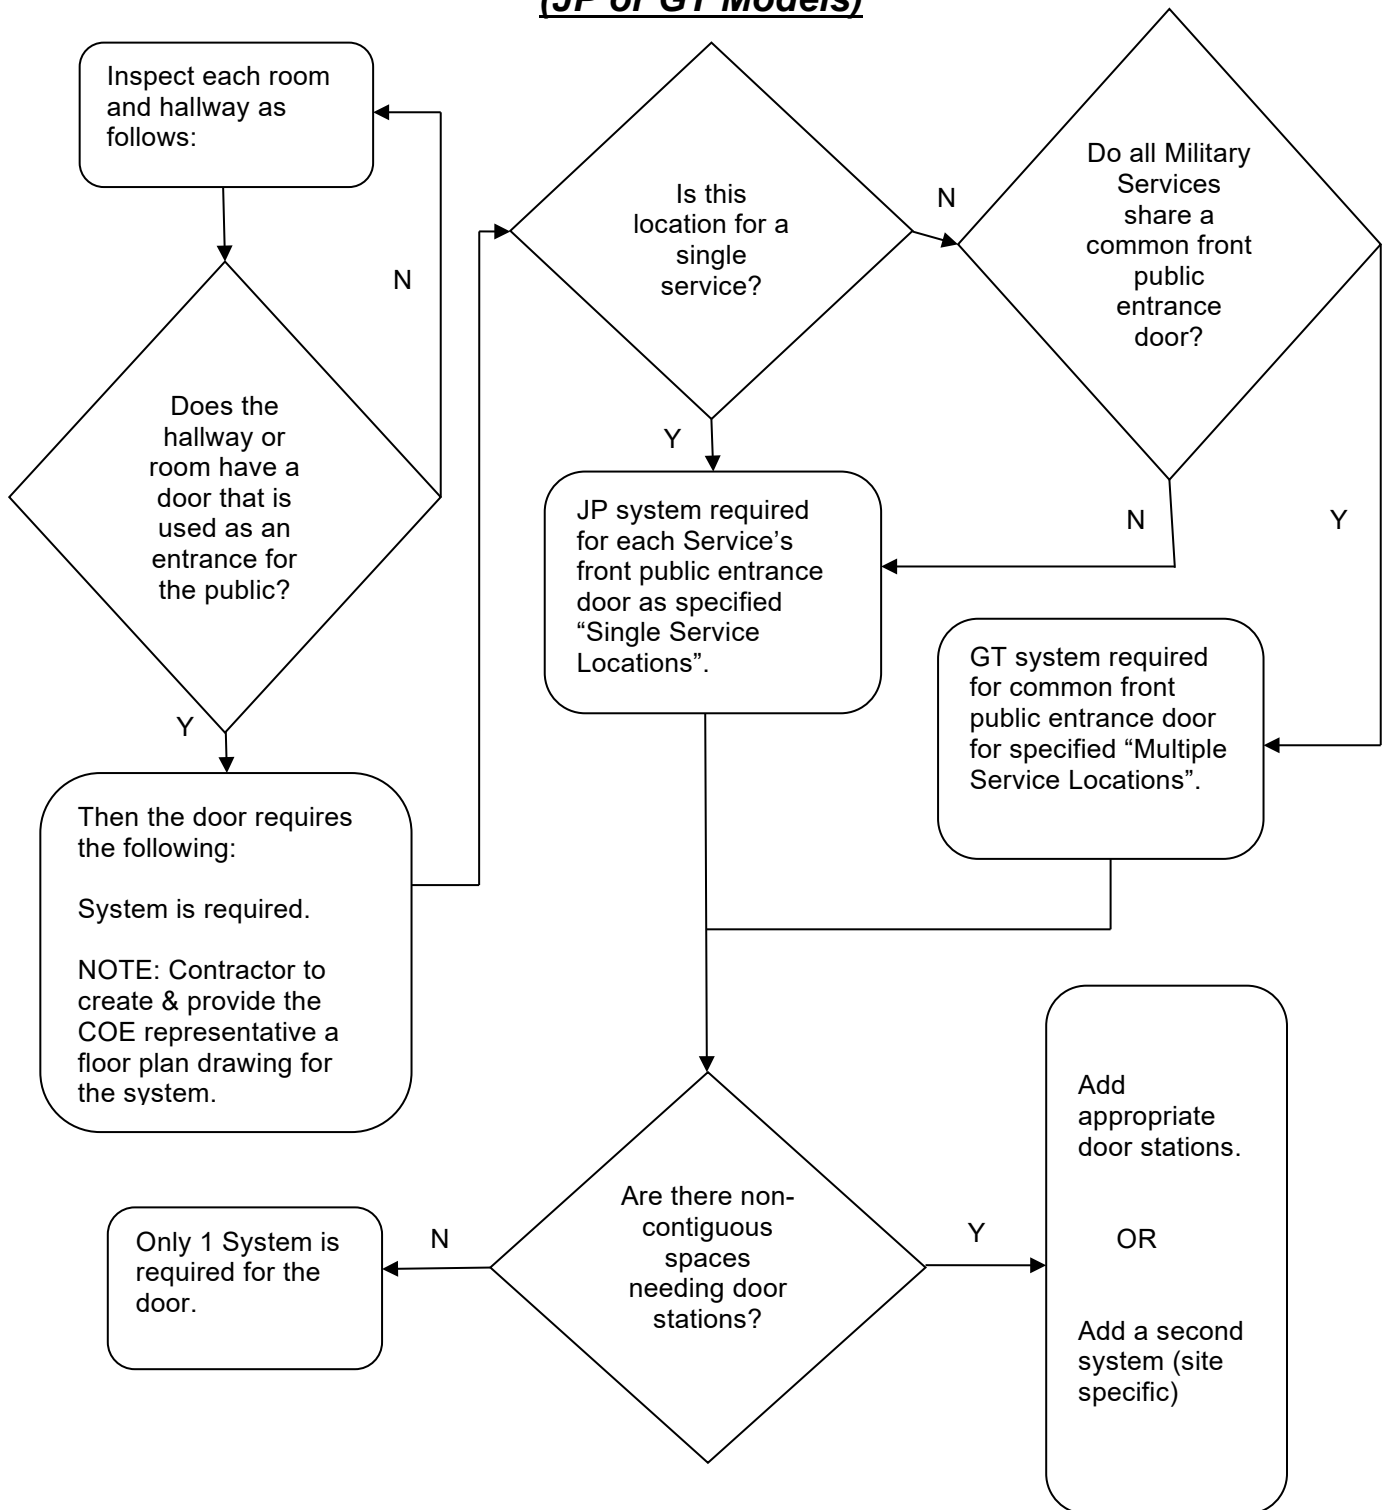 (JP or GT Models)
Inspect each room
and hallway as
follows:
N
Does the
hallway or
room have a
door that is
used as an
entrance for
the public?
Y
Then the door requires
the following:
System is required.
NOTE: Contractor to
create & provide the
COE representative a
floor plan drawing for
the system.
Is this
location for a
single
service?
N
Y
Do all Military
Services
share a
common front
public
entrance
door?
N
Y
JP system required
for each Service’s
front public entrance
door as specified
“Single Service
Locations”.
GT system required
for common front
public entrance door
for specified “Multiple
Service Locations”.
Are there non-
contiguous
spaces
needing door
stations?
N
Y
Only 1 System is
required for the
door.
Add
appropriate
door stations.
OR
Add a second
system (site
specific)